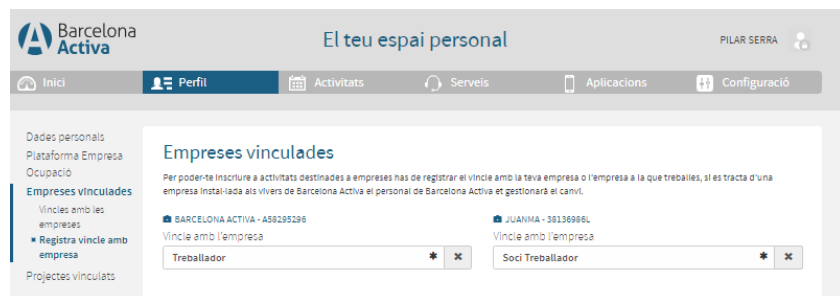 Barcelona
Activa
El teu espai personal
PILAR SERRA
Inici
Perfil
Activitats
Serveis
Aplicacions
Configuració
Dades personals
Plataforma Empresa
Ocupació
Empreses vinculades
Vincles amb les
empreses
Registra vincle amb
empresa
Projectes vinculats
Empreses vinculades
Per poder-te inscriure a activitats destinades a empreses has de registrar el vincle amb la teva empresa o l'empresa a la que treballes, si es tracta d'una
empresa instal·lada als vivers de Barcelona Activa el personal de Barcelona Activa et gestionarà el canvi.
BARCELONA ACTIVA - A58295296
Vincle amb l'empresa
Treballador
JUANMA - 38136986L
Vincle amb l'empresa
Soci Treballador